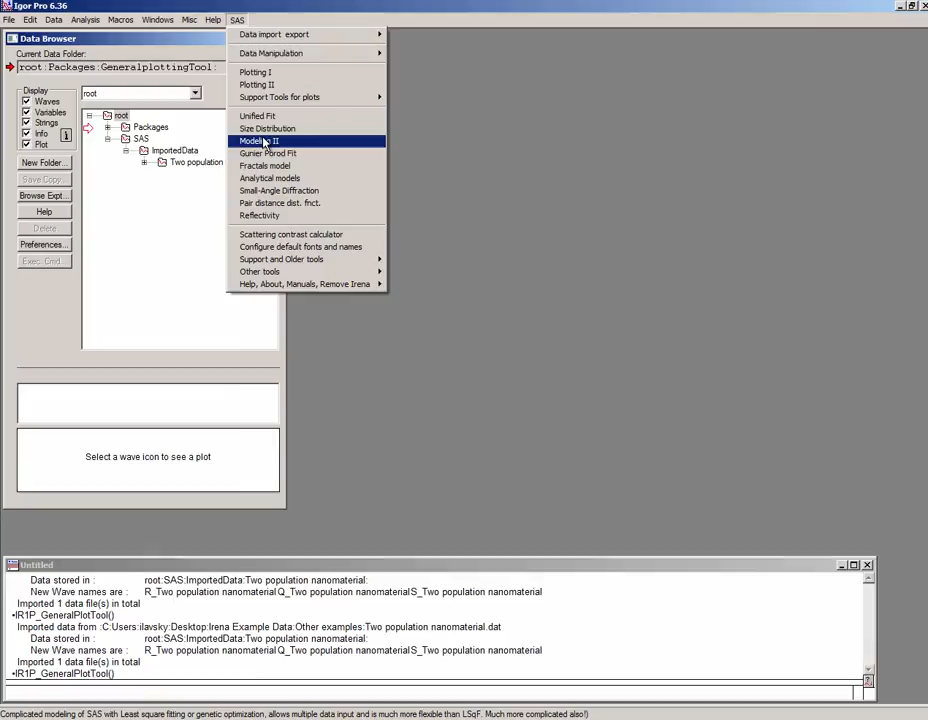 Igor Pro 6.36
File Edit Data Analysis Macros Windows Misc Help SAS
Data Browser
Current Data Folder:
root:Packages:GeneralplottingTool:
Display
Waves
Variables
Strings
Info
Plot
New Folder...
Save Copy...
Browse Expt...
Help
Delete
Preferences...
Exec. Cmd...
root
root
Packages
SAS
ImportedData
Two population
Data import export
Data Manipulation
Plotting I
Plotting II
Support Tools for plots
Unified Fit
Size Distribution
Modeling II
Gunier Porod Fit
Fractals model
Analytical models
Small-Angle Diffraction
Pair distance dist. fnct.
Reflectivity
Scattering contrast calculator
Configure default fonts and names
Support and Older tools
Other tools
Help, About, Manuals, Remove Irena
Select a wave icon to see a plot
Untitled
Data stored in : root:SAS:ImportedData:Two population nanomaterial:
New Wave names are : R_Two population nanomaterialQ_Two population nanomaterialS_Two population nanomaterial
Imported 1 data file(s) in total
•IR1P_GeneralPlotTool()
Imported data from :C:Users:ilavsky:Desktop:Irena Example Data:Other examples:Two population nanomaterial.dat
Data stored in : root:SAS:ImportedData:Two population nanomaterial:
New Wave names are : R_Two population nanomaterialQ_Two population nanomaterialS_Two population nanomaterial
Imported 1 data file(s) in total
•IR1P_GeneralPlotTool()
Complicated modeling of SAS with Least square fitting or genetic optimization, allows multiple data input and is much more flexible than LSqF. Much more complicated also!)